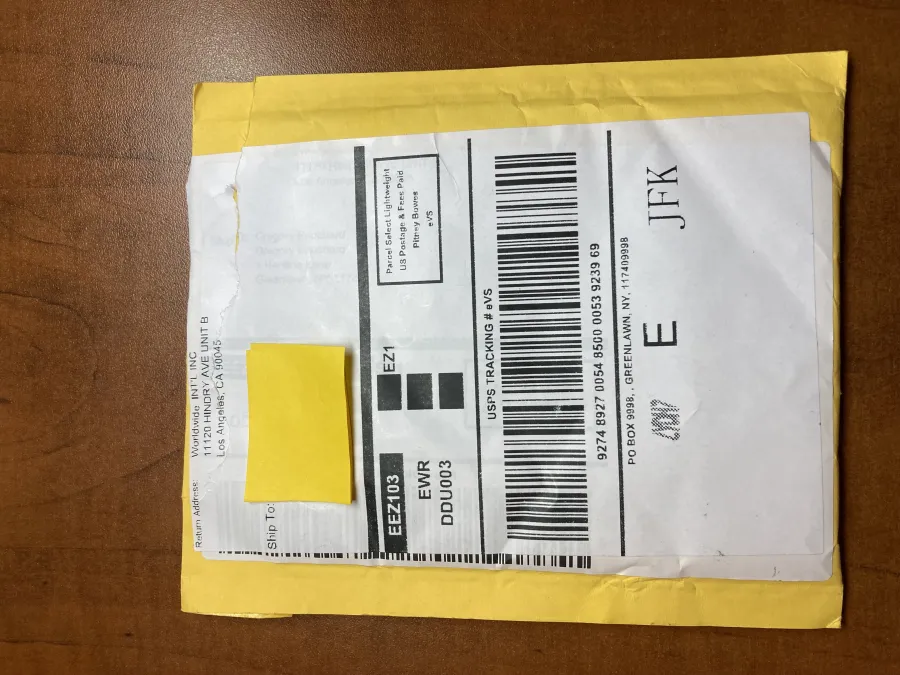 Return Address:
Worldwide INT'L INC
11120 HINDRY AVE UNIT B
Los Angeles, CA 90045
Ship To:
Parcel Select Lightweight
US Postage & Fees Paid
Pitney Bowes
eVS
EEZ103
EZ1
EWR
DDU003
USPS TRACKING # eVS
9274 8927 0054 8500 0053 9239 69
PO BOX 9998, , GREENLAWN, NY, 117409998
E
JFK